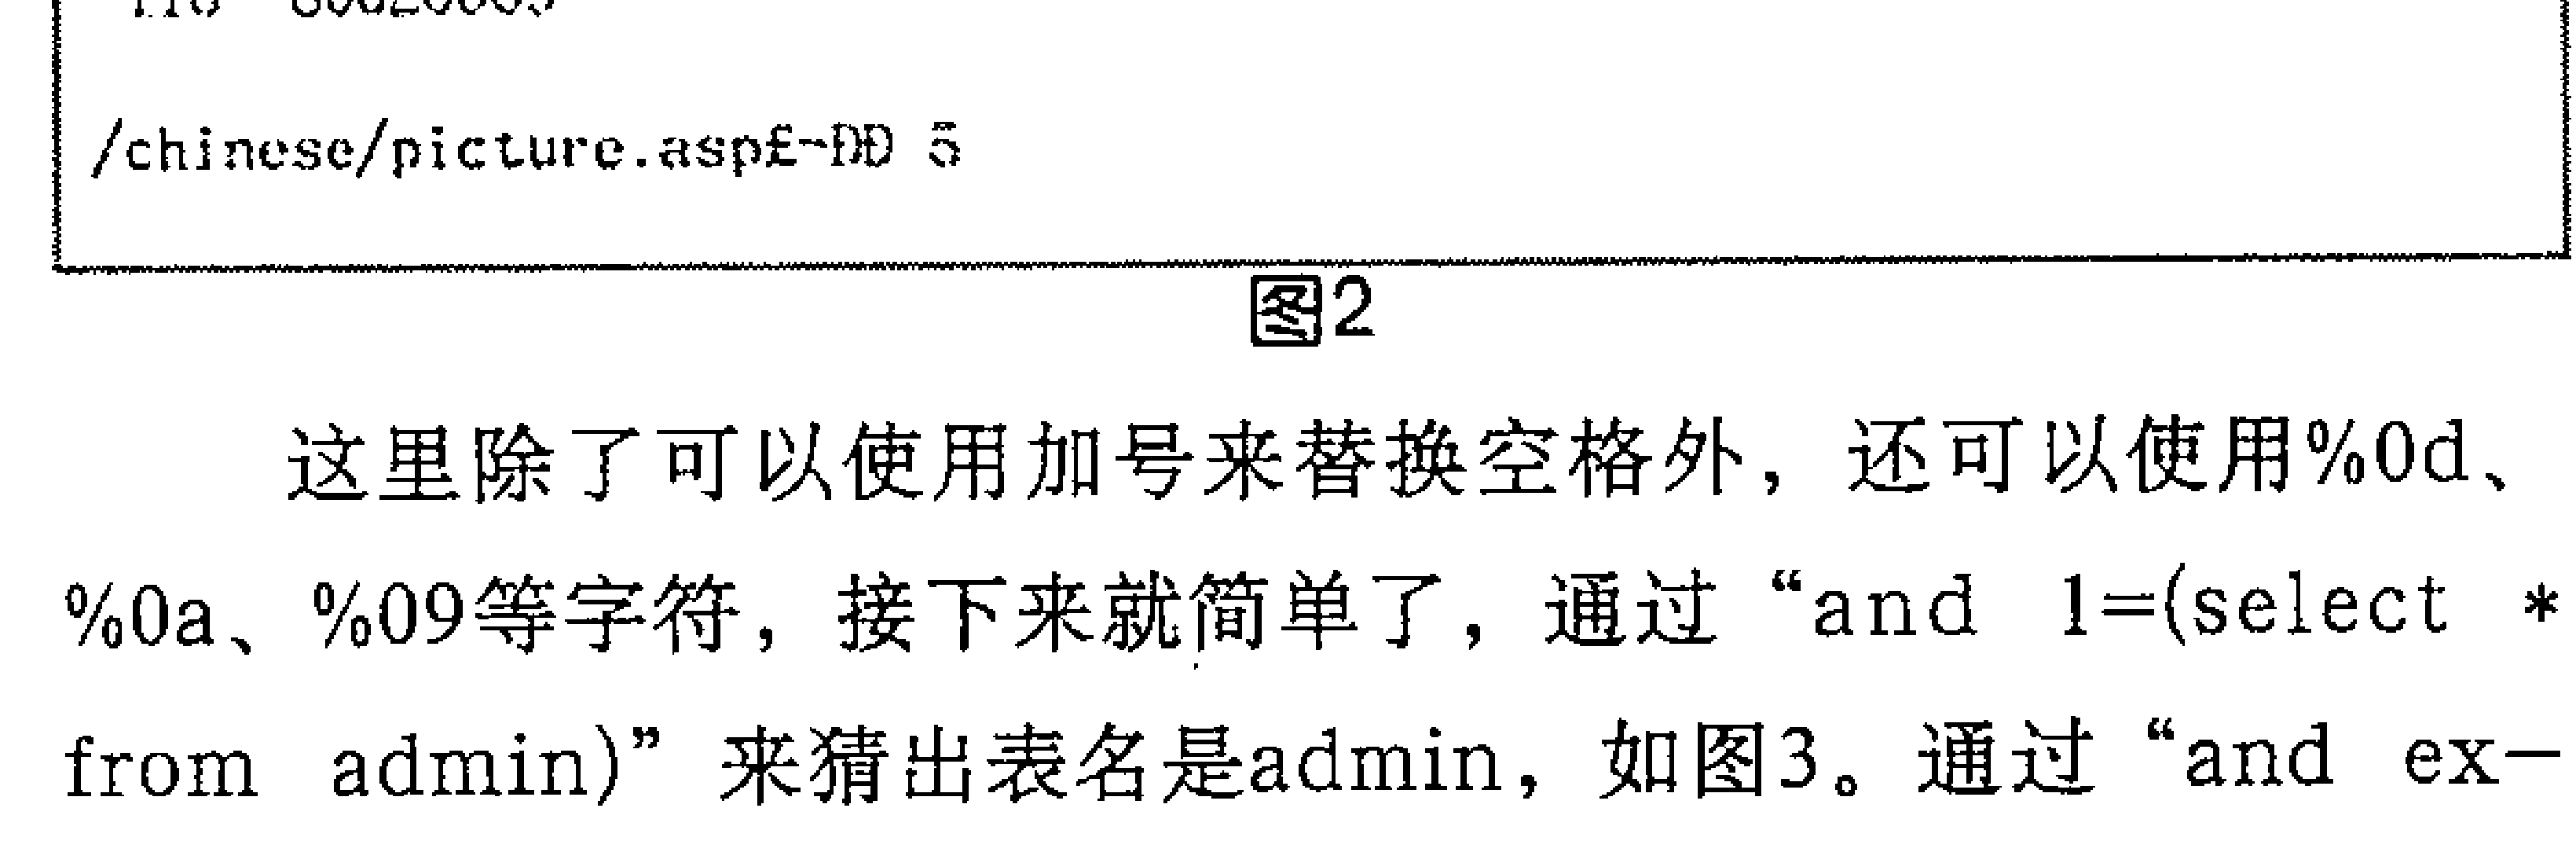 /chinese/picture.asp£¬ÐÐ 5
图2
这里除了可以使用加号来替换空格外，还可以使用%0d、
%0a、%09等字符，接下来就简单了，通过“and 1=(select *
from admin)”来猜出表名是admin，如图3。通过“and ex-